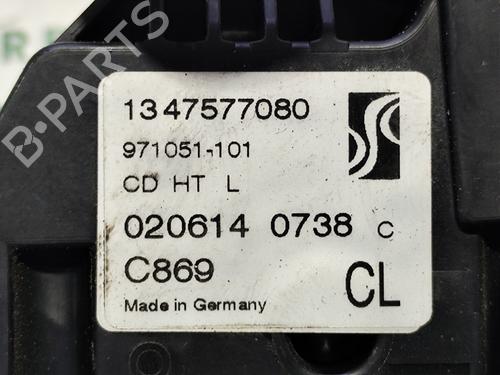 1347577080
971051-101
CD HT L
020614 0738 C
C869
CL
Made in Germany
B-PARTS